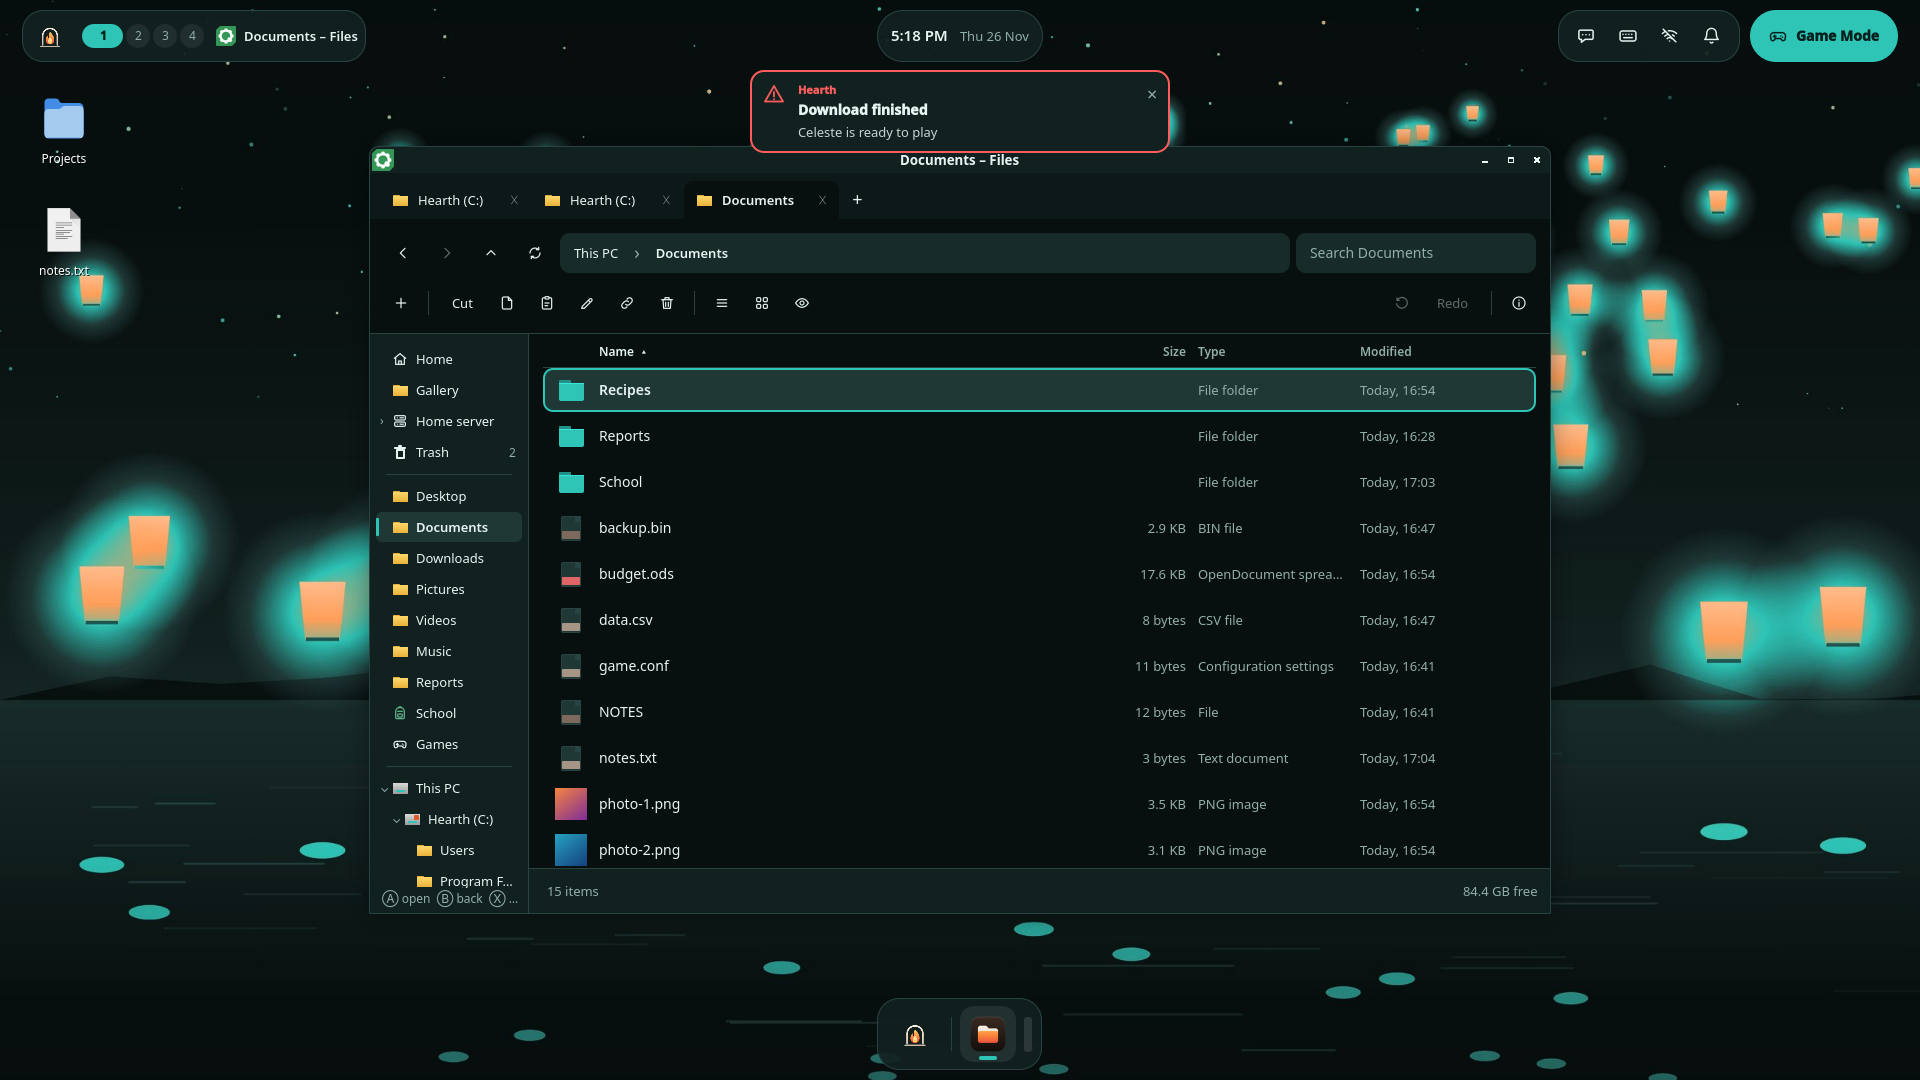 1 2 3 4 Documents – Files
5:18 PM Thu 26 Nov
Game Mode
Projects
notes.txt
Hearth
Download finished
Celeste is ready to play
Documents – Files
Hearth (C:) X Hearth (C:) X Documents X +
This PC › Documents
Search Documents
Cut
Redo
Home
Gallery
Home server
Trash 2
Desktop
Documents
Downloads
Pictures
Videos
Music
Reports
School
Games
This PC
Hearth (C:)
Users
Program F...
A open B back X ...
Name Size Type Modified
Recipes File folder Today, 16:54
Reports File folder Today, 16:28
School File folder Today, 17:03
backup.bin 2.9 KB BIN file Today, 16:47
budget.ods 17.6 KB OpenDocument sprea... Today, 16:54
data.csv 8 bytes CSV file Today, 16:47
game.conf 11 bytes Configuration settings Today, 16:41
NOTES 12 bytes File Today, 16:41
notes.txt 3 bytes Text document Today, 17:04
photo-1.png 3.5 KB PNG image Today, 16:54
photo-2.png 3.1 KB PNG image Today, 16:54
15 items 84.4 GB free